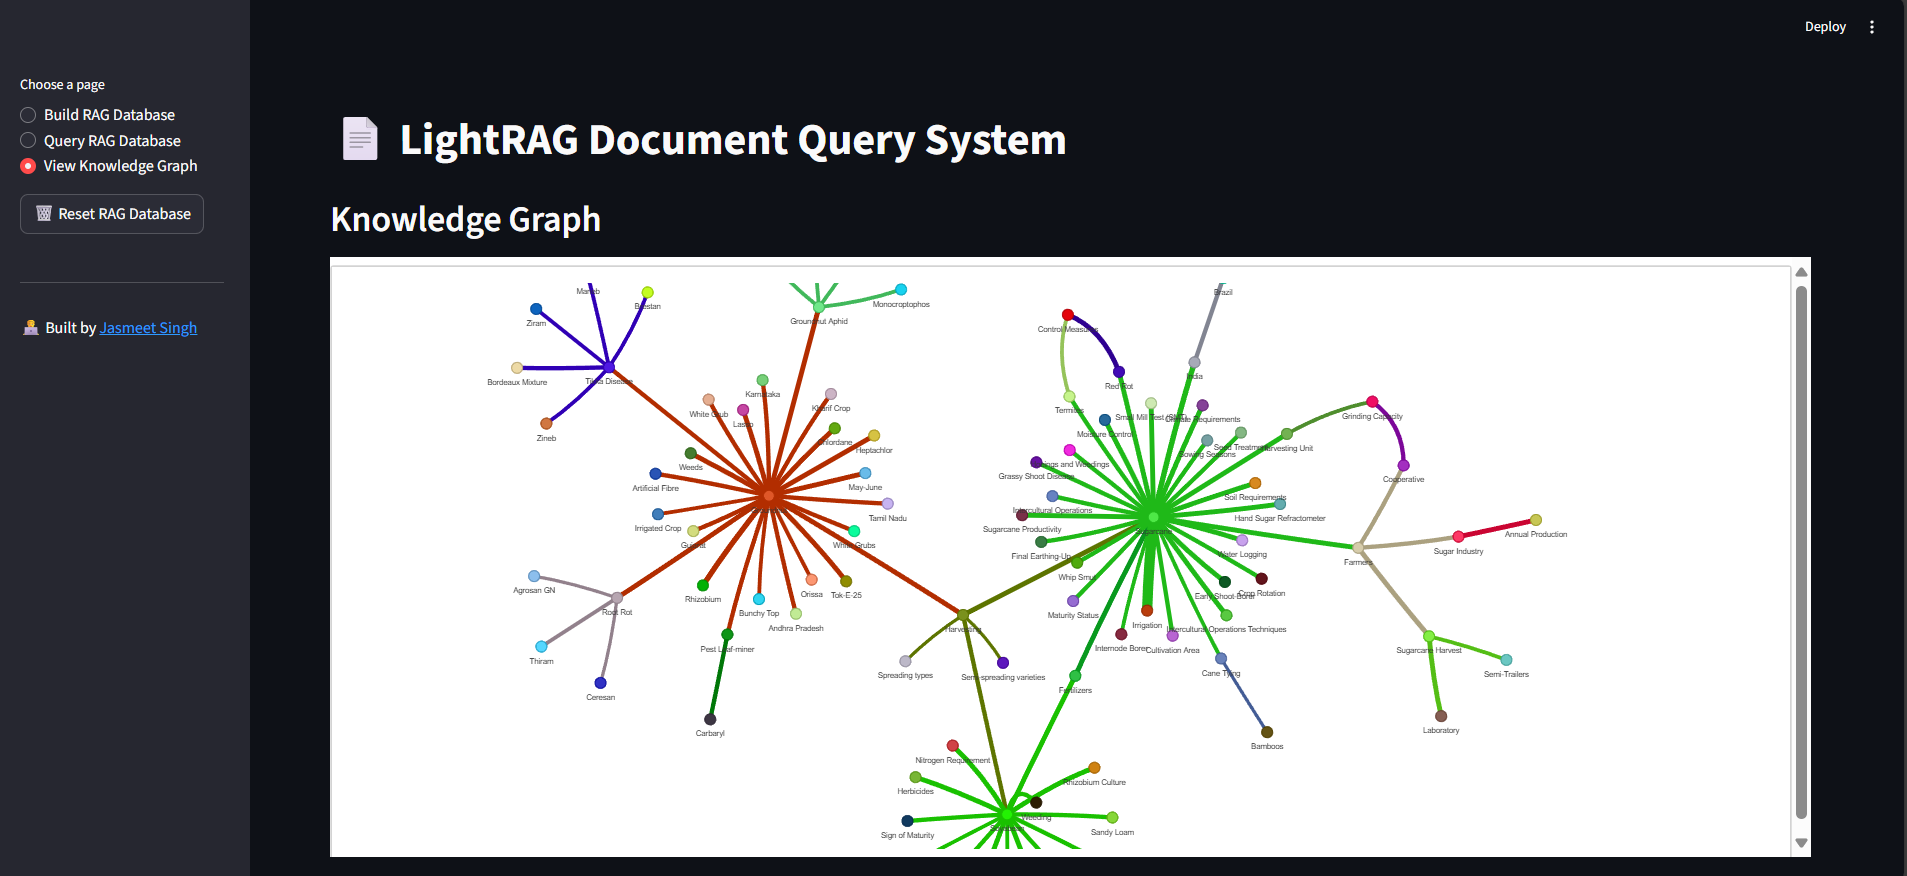 Deploy
Choose a page
Build RAG Database
Query RAG Database
View Knowledge Graph
Reset RAG Database
Built by Jasmeet Singh
LightRAG Document Query System
Knowledge Graph
Ziram
Bordeaux Mixture
Tikka Disease
Zineb
Groundnut Aphid
Monocroptophos
Karnataka
White Grub
Kharif Crop
Chlordane
Heptachlor
Weeds
Artificial Fibre
May-June
Irrigated Crop
Tamil Nadu
Gujarat
White Grubs
Rhizobium
Bunchy Top
Orissa
Tok-E-25
Andhra Pradesh
Pest Leaf-miner
Carbaryl
Agrosan GN
Root Rot
Thiram
Ceresan
Harvesting
Spreading types
Semi-spreading varieties
Brazil
Control Measures
India
Red Rot
Termites
Small Mill Test (SMT)
Climate Requirements
Moisture Control
Seed Treatment
Harvesting Unit
Sowing Seasons
Grinding Capacity
Cooperative
Grassy Shoot Disease
Soil Requirements
Intercultural Operations
Hand Sugar Refractometer
Sugarcane Productivity
Sugarcane
Final Earthing-Up
Water Logging
Whip Smut
Farmers
Sugar Industry
Annual Production
Crop Rotation
Maturity Status
Irrigation
Intercultural Operations Techniques
Internode Borer
Cultivation Area
Cane Tying
Fertilizers
Bamboos
Sugarcane Harvest
Semi-Trailers
Laboratory
Nitrogen Requirement
Herbicides
Rhizobium Culture
Weeding
Sign of Maturity
Soyabean
Sandy Loam